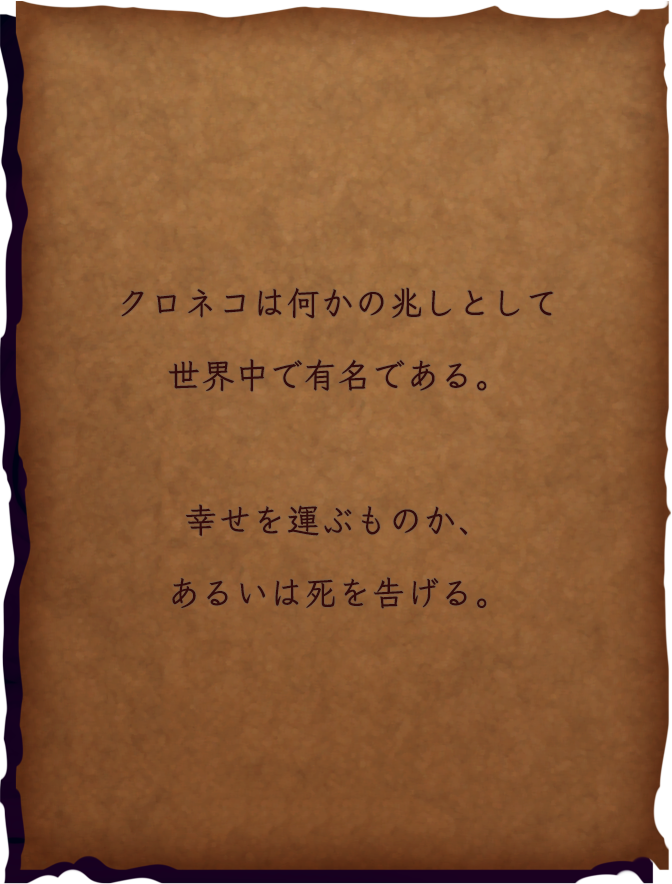 クロネコは何かの兆しとして
世界中で有名である。
幸せを運ぶものか、
あるいは死を告げる。